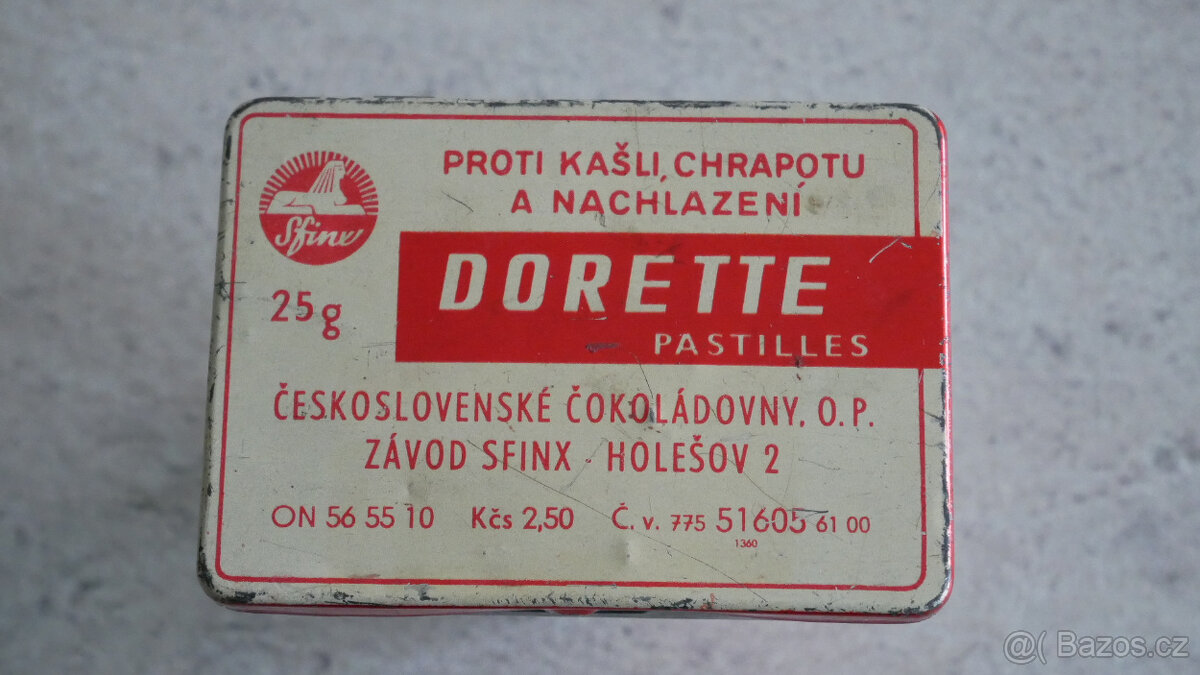 PROTI KAŠLI, CHRAPOTU
A NACHLAZENÍ
Sfinx
DORETTE
25g
PASTILLES
ČESKOSLOVENSKÉ ČOKOLÁDOVNY, O.P.
ZÁVOD SFINX - HOLEŠOV 2
ON 56 55 10 Kčs 2,50 Č. v. 775 51605 61 00
1360
@( Bazos.cz